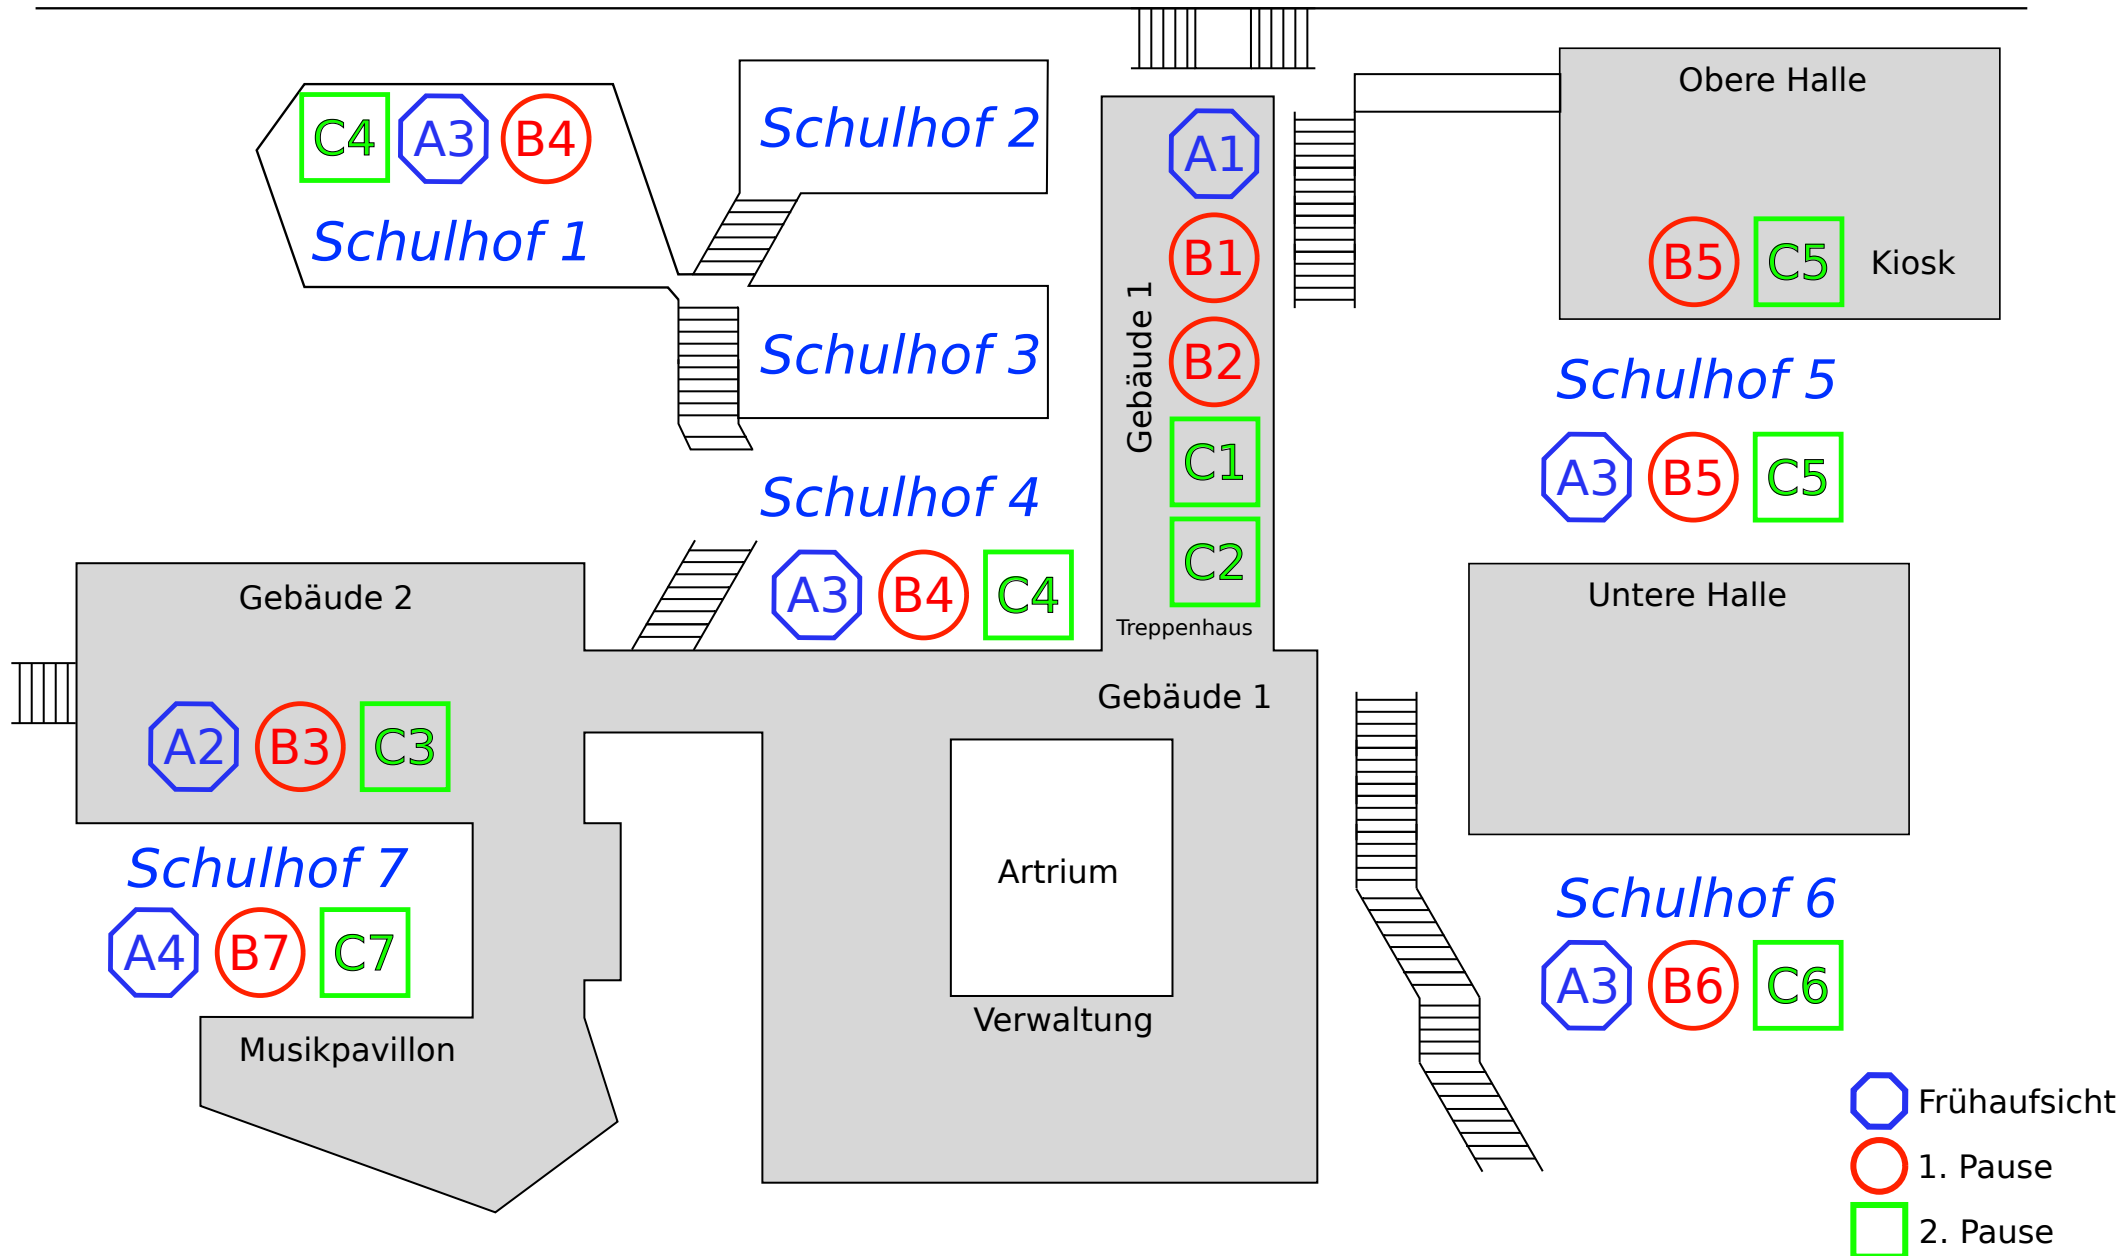 C4 A3 B4
Schulhof 1
Schulhof 2
Schulhof 3
Schulhof 4
A3 B4 C4
Gebäude 1
A1
B1
B2
C1
C2
Treppenhaus
Gebäude 1
Obere Halle
B5 C5 Kiosk
Schulhof 5
A3 B5 C5
Untere Halle
Schulhof 6
A3 B6 C6
Gebäude 2
A2 B3 C3
Schulhof 7
A4 B7 C7
Musikpavillon
Artrium
Verwaltung
Frühaufsicht
1. Pause
2. Pause